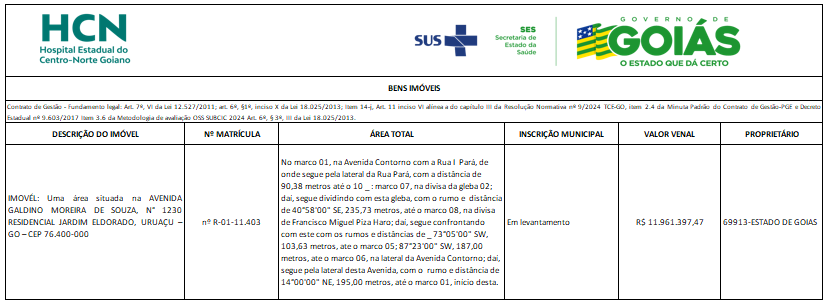 HCN
Hospital Estadual do
Centro-Norte Goiano
SUS
SES
Secretaria de
Estado da
Saúde
GOVERNO DE
GOIÁS
O ESTADO QUE DÁ CERTO
BENS IMÓVEIS
Contrato de Gestão - Fundamento legal: Art. 7º, VI da Lei 12.527/2011; art. 6º, §1º, inciso X da Lei 18.025/2013; Item 14-j, Art. 11 inciso VI alínea a do capítulo III da Resolução Normativa nº 9/2024 TCE-GO, item 2.4 da Minuta Padrão do Contrato de Gestão-PGE e Decreto
Estadual nº 9.603/2017 Item 3.6 da Metodologia de avaliação OSS SUBCIC 2024 Art. 6º, § 3º, III da Lei 18.025/2013.
DESCRIÇÃO DO IMÓVEL Nº MATRÍCULA ÁREA TOTAL INSCRIÇÃO MUNICIPAL VALOR VENAL PROPRIETÁRIO
IMOVÉL: Uma área situada na AVENIDA
GALDINO MOREIRA DE SOUZA, N° 1230
RESIDENCIAL JARDIM ELDORADO, URUAÇU –
GO – CEP 76.400-000
nº R-01-11.403
No marco 01, na Avenida Contorno com a Rua I Pará, de
onde segue pela lateral da Rua Pará, com a distância de
90,38 metros até o 10 _ : marco 07, na divisa da gleba 02;
daí, segue dividindo com esta gleba, com o rumo e distância
de 40°58'00" SE, 235,73 metros, até o marco 08, na divisa
de Francisco Miguel Piza Haro; daí, segue confrontando
com este com os rumos e distâncias de _ 73°05'00" SW,
103,63 metros, ate o marco 05; 87°23'00" SW, 187,00
metros, ate o marco 06, na lateral da Avenida Contorno; daí,
segue pela lateral desta Avenida, com o rumo e distância de
14°00'00" NE, 195,00 metros, até o marco 01, início desta.
Em levantamento
R$ 11.961.397,47
69913-ESTADO DE GOIAS